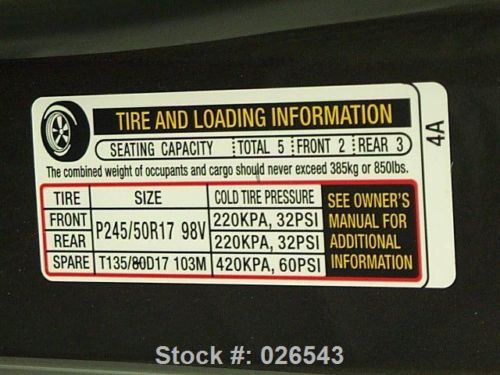 TIRE AND LOADING INFORMATION
SEATING CAPACITY TOTAL 5 FRONT 2 REAR 3
The combined weight of occupants and cargo should never exceed 385kg or 850lbs.
TIRE SIZE COLD TIRE PRESSURE
FRONT P245/50R17 98V 220KPA, 32PSI
REAR 220KPA, 32PSI
SPARE T135/80D17 103M 420KPA, 60PSI
SEE OWNER'S
MANUAL FOR
ADDITIONAL
INFORMATION
4A
Stock #: 026543